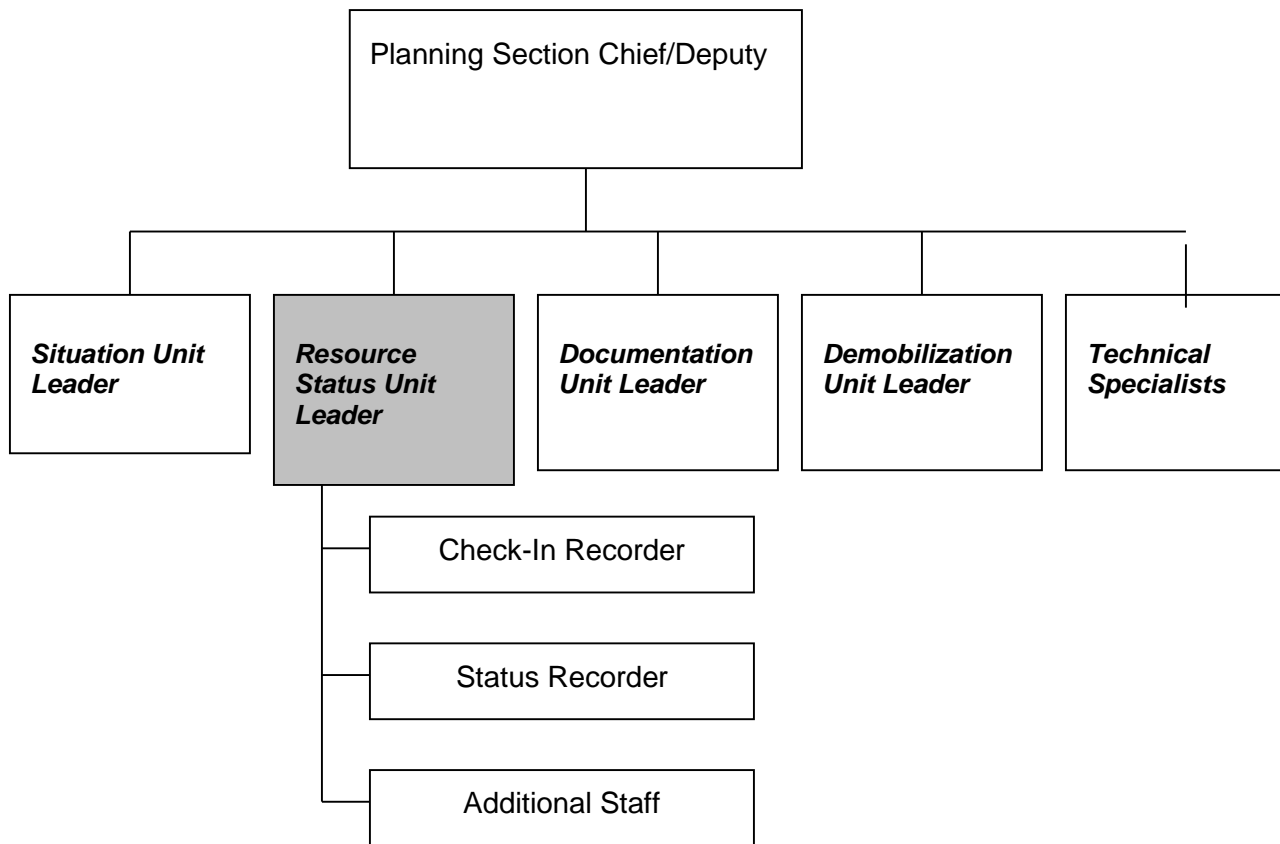 Planning Section Chief/Deputy
Situation Unit
Leader
Resource
Status Unit
Leader
Documentation
Unit Leader
Demobilization
Unit Leader
Technical
Specialists
Check-In Recorder
Status Recorder
Additional Staff